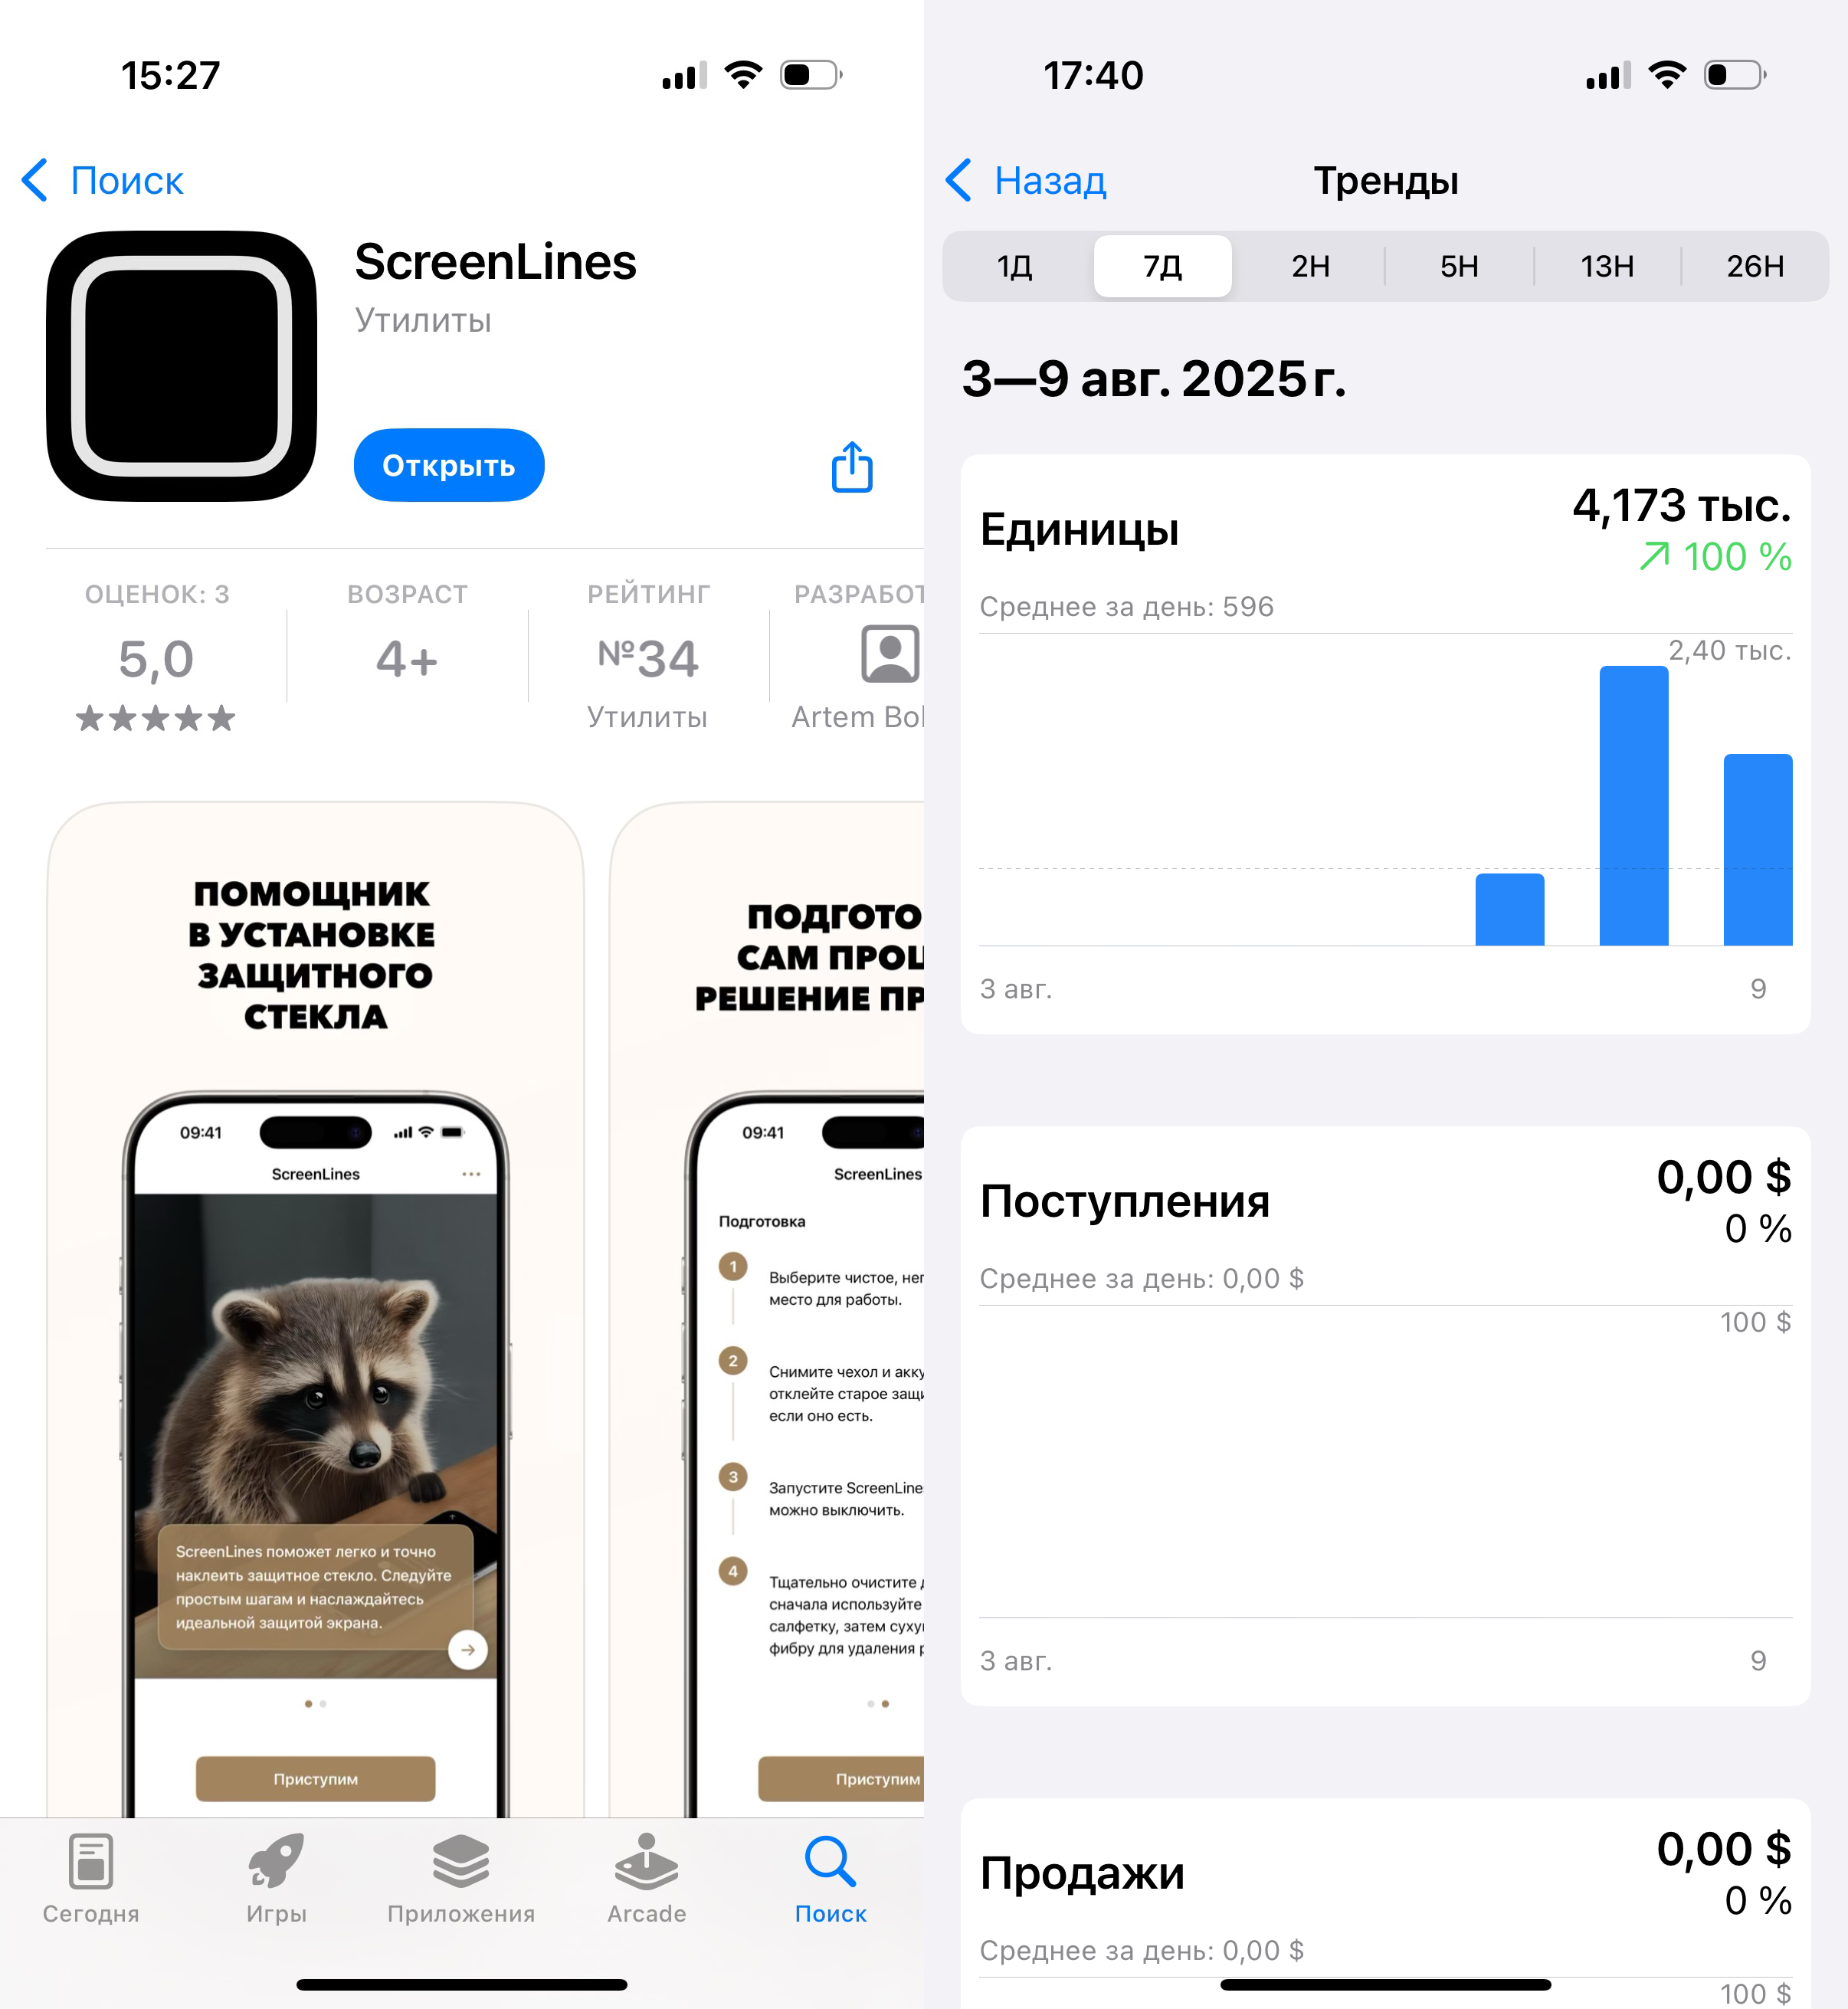 15:27
Поиск
ScreenLines
Утилиты
Открыть
ОЦЕНОК: 3
5,0
ВОЗРАСТ
4+
РЕЙТИНГ
№34
Утилиты
РАЗРАБОТ
Artem Bol
ПОМОЩНИК
В УСТАНОВКЕ
ЗАЩИТНОГО
СТЕКЛА
09:41
ScreenLines
ScreenLines поможет легко и точно
наклеить защитное стекло. Следуйте
простым шагам и наслаждайтесь
идеальной защитой экрана.
Приступим
ПОДГОТО
САМ ПРОЦ
РЕШЕНИЕ ПР
09:41
ScreenLines
Подготовка
1
Выберите чистое, неп
место для работы.
2
Снимите чехол и акку
отклейте старое защи
если оно есть.
3
Запустите ScreenLine
можно выключить.
4
Тщательно очистите д
сначала используйте
салфетку, затем суху
фибру для удаления р
Приступим
Сегодня
Игры
Приложения
Arcade
Поиск
17:40
Назад
Тренды
1Д
7Д
2Н
5Н
13Н
26Н
3—9 авг. 2025 г.
Единицы
4,173 тыс.
100 %
Среднее за день: 596
2,40 тыс.
3 авг.
9
Поступления
0,00 $
0 %
Среднее за день: 0,00 $
100 $
3 авг.
9
Продажи
0,00 $
0 %
Среднее за день: 0,00 $
100 $